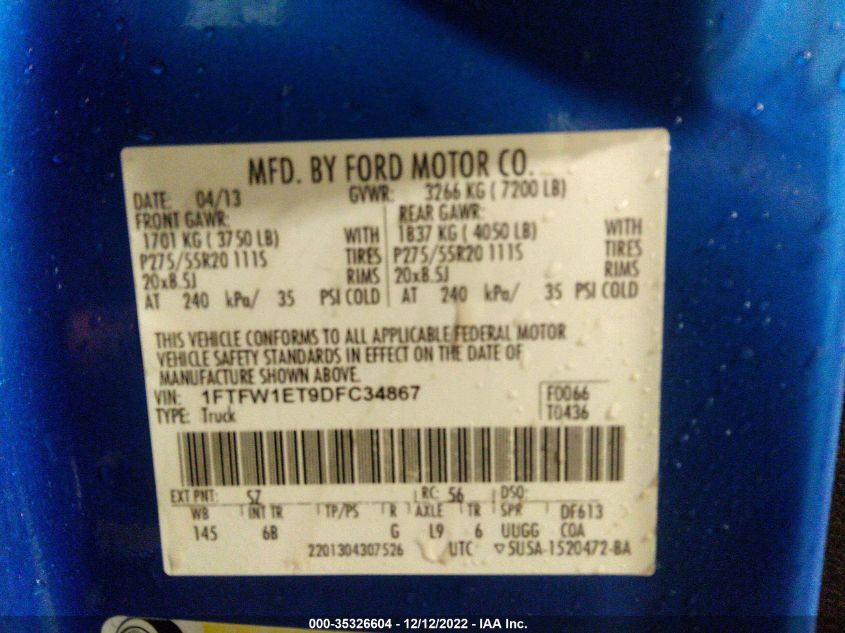 MFD. BY FORD MOTOR CO.
DATE: 04/13 GVWR: 3266 KG ( 7200 LB)
FRONT GAWR: REAR GAWR:
1701 KG ( 3750 LB) WITH 1837 KG ( 4050 LB) WITH
P275/55R20 111S TIRES P275/55R20 111S TIRES
20x8.5J RIMS 20x8.5J RIMS
AT 240 kPa/ 35 PSI COLD AT 240 kPa/ 35 PSI COLD
THIS VEHICLE CONFORMS TO ALL APPLICABLE FEDERAL MOTOR
VEHICLE SAFETY STANDARDS IN EFFECT ON THE DATE OF
MANUFACTURE SHOWN ABOVE.
VIN: 1FTFW1ET9DFC34867 F0066
TYPE: Truck T0436
EXT PNT: SZ RC: 56 DSO:
WB INT TR TP/PS R AXLE TR SPR DF613
145 6B G L9 6 UUGG COA
2201304307526 UTC ▽SU5A-1520472-BA
000-35326604 - 12/12/2022 - IAA Inc.